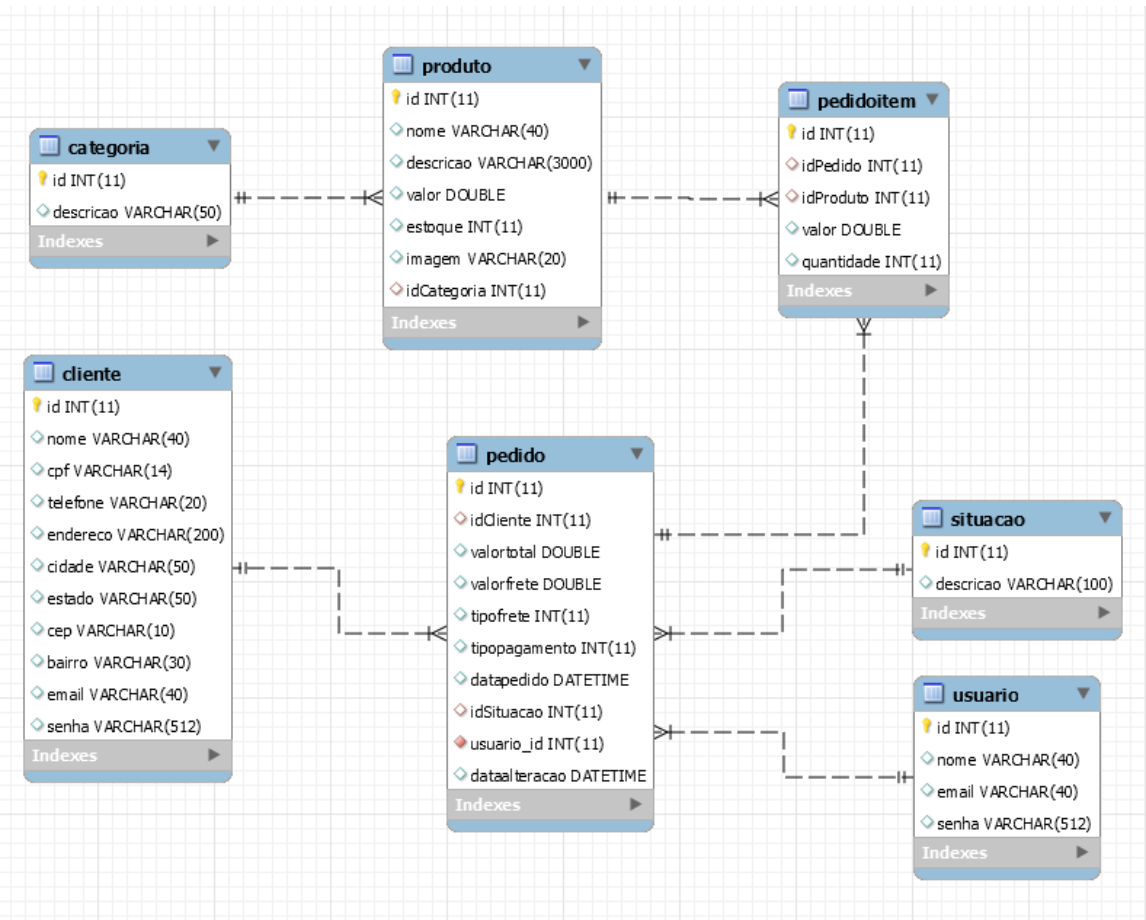 produto
id INT(11)
nome VARCHAR(40)
descricao VARCHAR(3000)
valor DOUBLE
estoque INT(11)
imagem VARCHAR(20)
idCategoria INT(11)
Indexes
pedidoitem
id INT(11)
idPedido INT(11)
idProduto INT(11)
valor DOUBLE
quantidade INT(11)
Indexes
categoria
id INT(11)
descricao VARCHAR(50)
Indexes
cliente
id INT(11)
nome VARCHAR(40)
cpf VARCHAR(14)
telefone VARCHAR(20)
endereco VARCHAR(200)
cidade VARCHAR(50)
estado VARCHAR(50)
cep VARCHAR(10)
bairro VARCHAR(30)
email VARCHAR(40)
senha VARCHAR(512)
Indexes
pedido
id INT(11)
idCliente INT(11)
valortotal DOUBLE
valorfrete DOUBLE
tipofrete INT(11)
tipopagamento INT(11)
datapedido DATETIME
idSituacao INT(11)
usuario_id INT(11)
dataalteracao DATETIME
Indexes
situacao
id INT(11)
descricao VARCHAR(100)
Indexes
usuario
id INT(11)
nome VARCHAR(40)
email VARCHAR(40)
senha VARCHAR(512)
Indexes